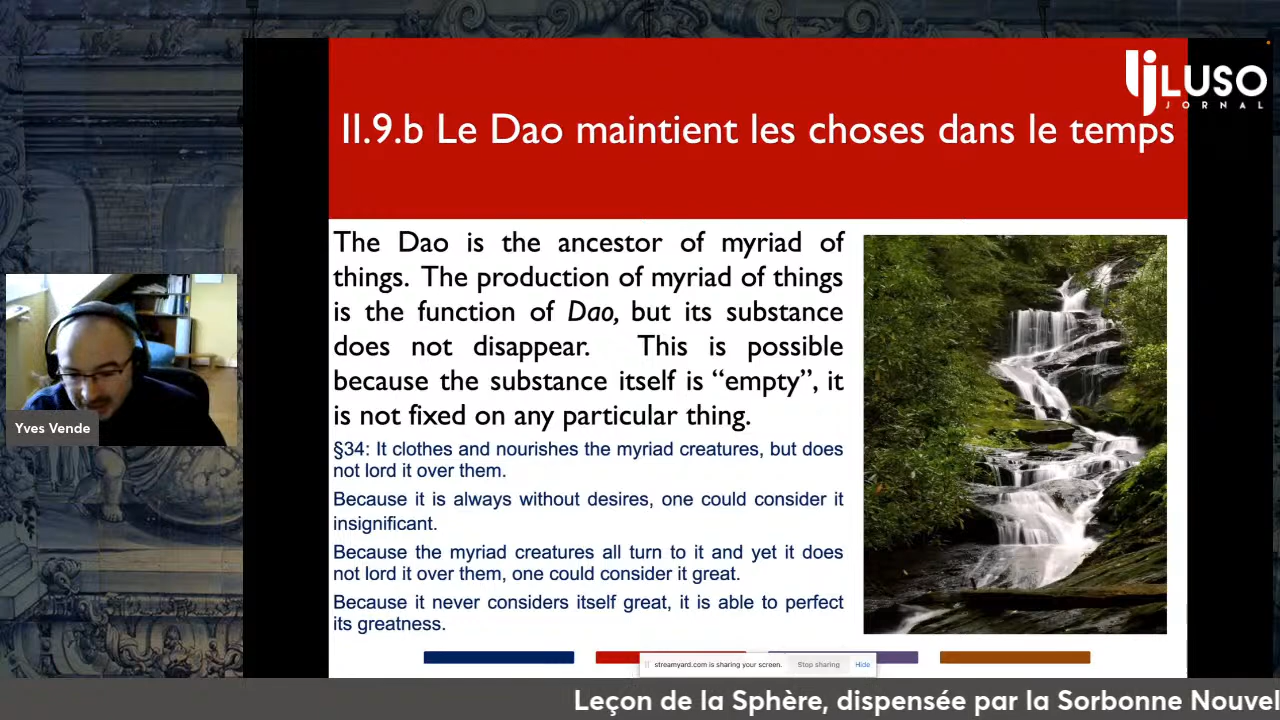 LUSO
JORNAL
II.9.b Le Dao maintient les choses dans le temps
The Dao is the ancestor of myriad of
things. The production of myriad of things
is the function of Dao, but its substance
does not disappear. This is possible
because the substance itself is “empty”, it
is not fixed on any particular thing.
§34: It clothes and nourishes the myriad creatures, but does
not lord it over them.
Because it is always without desires, one could consider it
insignificant.
Because the myriad creatures all turn to it and yet it does
not lord it over them, one could consider it great.
Because it never considers itself great, it is able to perfect
its greatness.
Yves Vende
streamyard.com is sharing your screen.
Stop sharing
Hide
Leçon de la Sphère, dispensée par la Sorbonne Nouvel